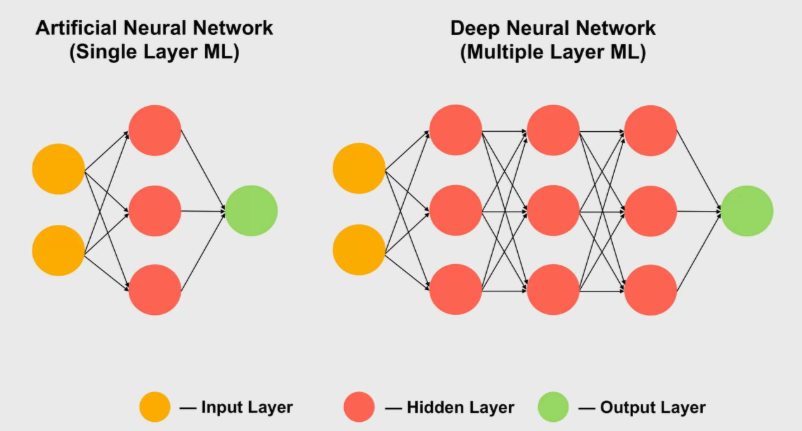 Artificial Neural Network
(Single Layer ML)
Deep Neural Network
(Multiple Layer ML)
— Input Layer
— Hidden Layer
— Output Layer